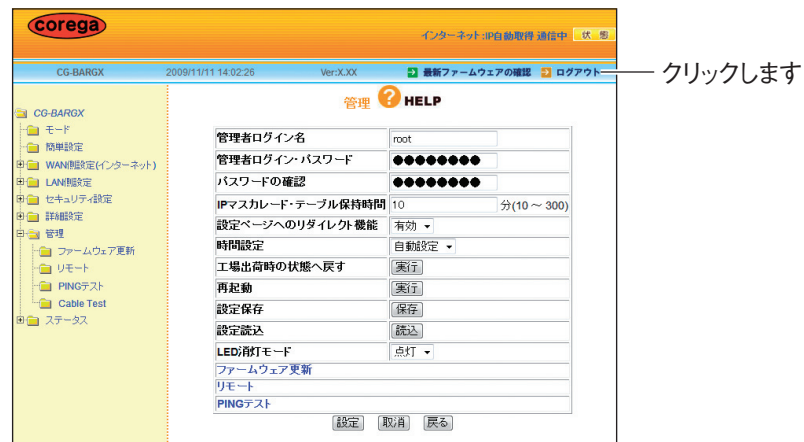 corega
インターネット:IP自動取得 通信中 状 態
CG-BARGX 2009/11/11 14:02:26 Ver:X.XX 最新ファームウェアの確認 ログアウト
クリックします
管理 ? HELP
CG-BARGX
モード
簡単設定
WAN側設定(インターネット)
LAN側設定
セキュリティ設定
詳細設定
管理
ファームウェア更新
リモート
PINGテスト
Cable Test
ステータス
管理者ログイン名 root
管理者ログイン・パスワード ●●●●●●●●
パスワードの確認 ●●●●●●●●
IPマスカレード・テーブル保持時間 10 分(10 ~ 300)
設定ページへのリダイレクト機能 有効
時間設定 自動設定
工場出荷時の状態へ戻す 実行
再起動 実行
設定保存 保存
設定読込 読込
LED消灯モード 点灯
ファームウェア更新
リモート
PINGテスト
設定 取消 戻る